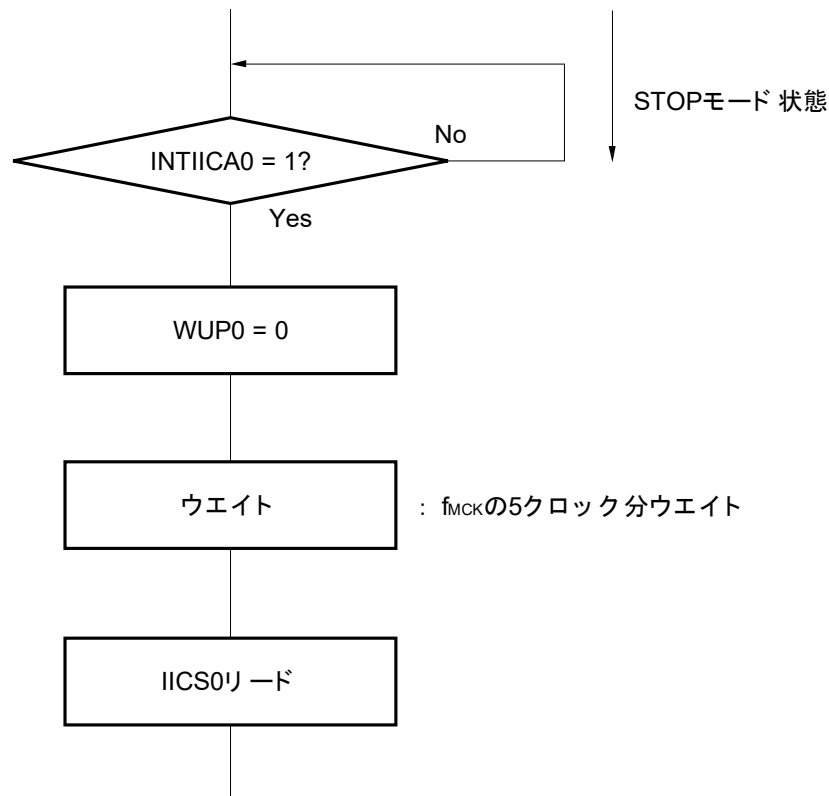 STOPモード状態
No
INTIICA0 = 1?
Yes
WUP0 = 0
ウエイト
: fMCKの5クロック分ウエイト
IICS0リード